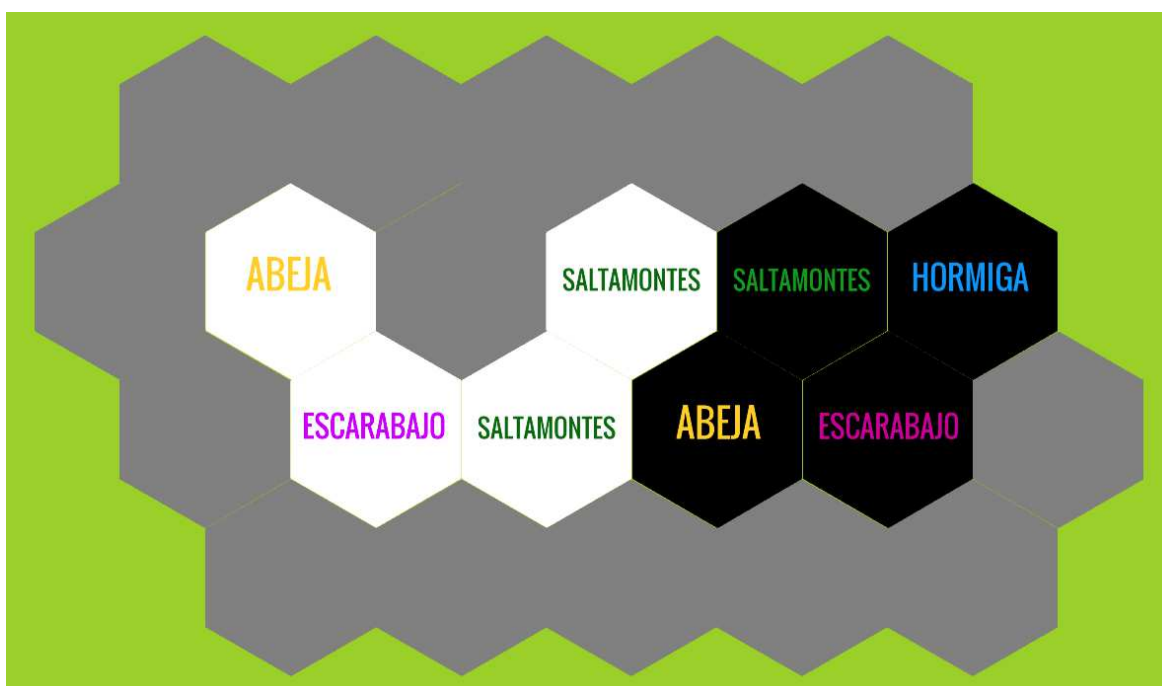 ABEJA
SALTAMONTES
SALTAMONTES
HORMIGA
ESCARABAJO
SALTAMONTES
ABEJA
ESCARABAJO